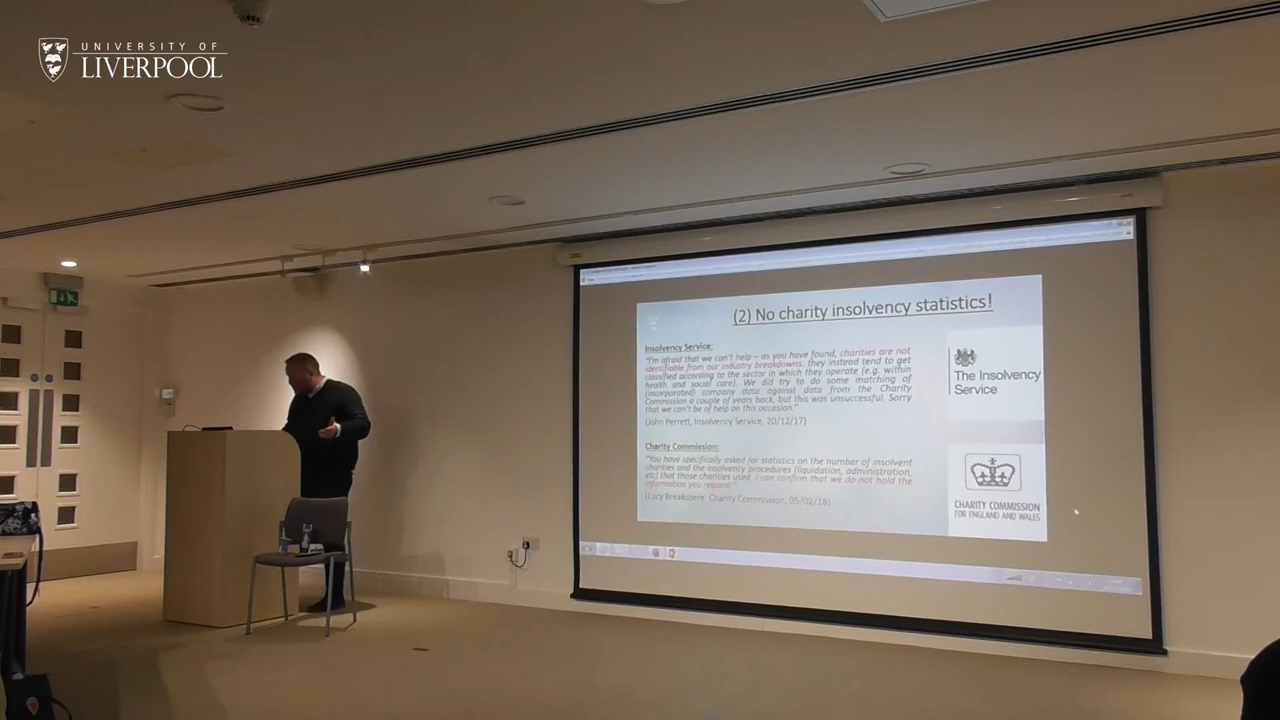 UNIVERSITY OF
LIVERPOOL
(2) No charity insolvency statistics!
Insolvency Service:
"I'm afraid that we can't help – as you have found, charities are not
identifiable from our industry breakdowns; they instead tend to get
classified according to the sector in which they operate (e.g. within
health and social care). We did try to do some matching of
(incorporated) company data against data from the Charity
Commission a couple of years back, but this was unsuccessful. Sorry
that we can't be of help on this occasion."
(John Perrett, Insolvency Service, 20/12/17)
Charity Commission:
"You have specifically asked for statistics on the number of insolvent
charities and the insolvency procedures (liquidation, administration,
etc) that those charities used. I can confirm that we do not hold the
information you request."
(Lucy Breakspere, Charity Commission, 05/02/18)
The Insolvency
Service
CHARITY COMMISSION
FOR ENGLAND AND WALES